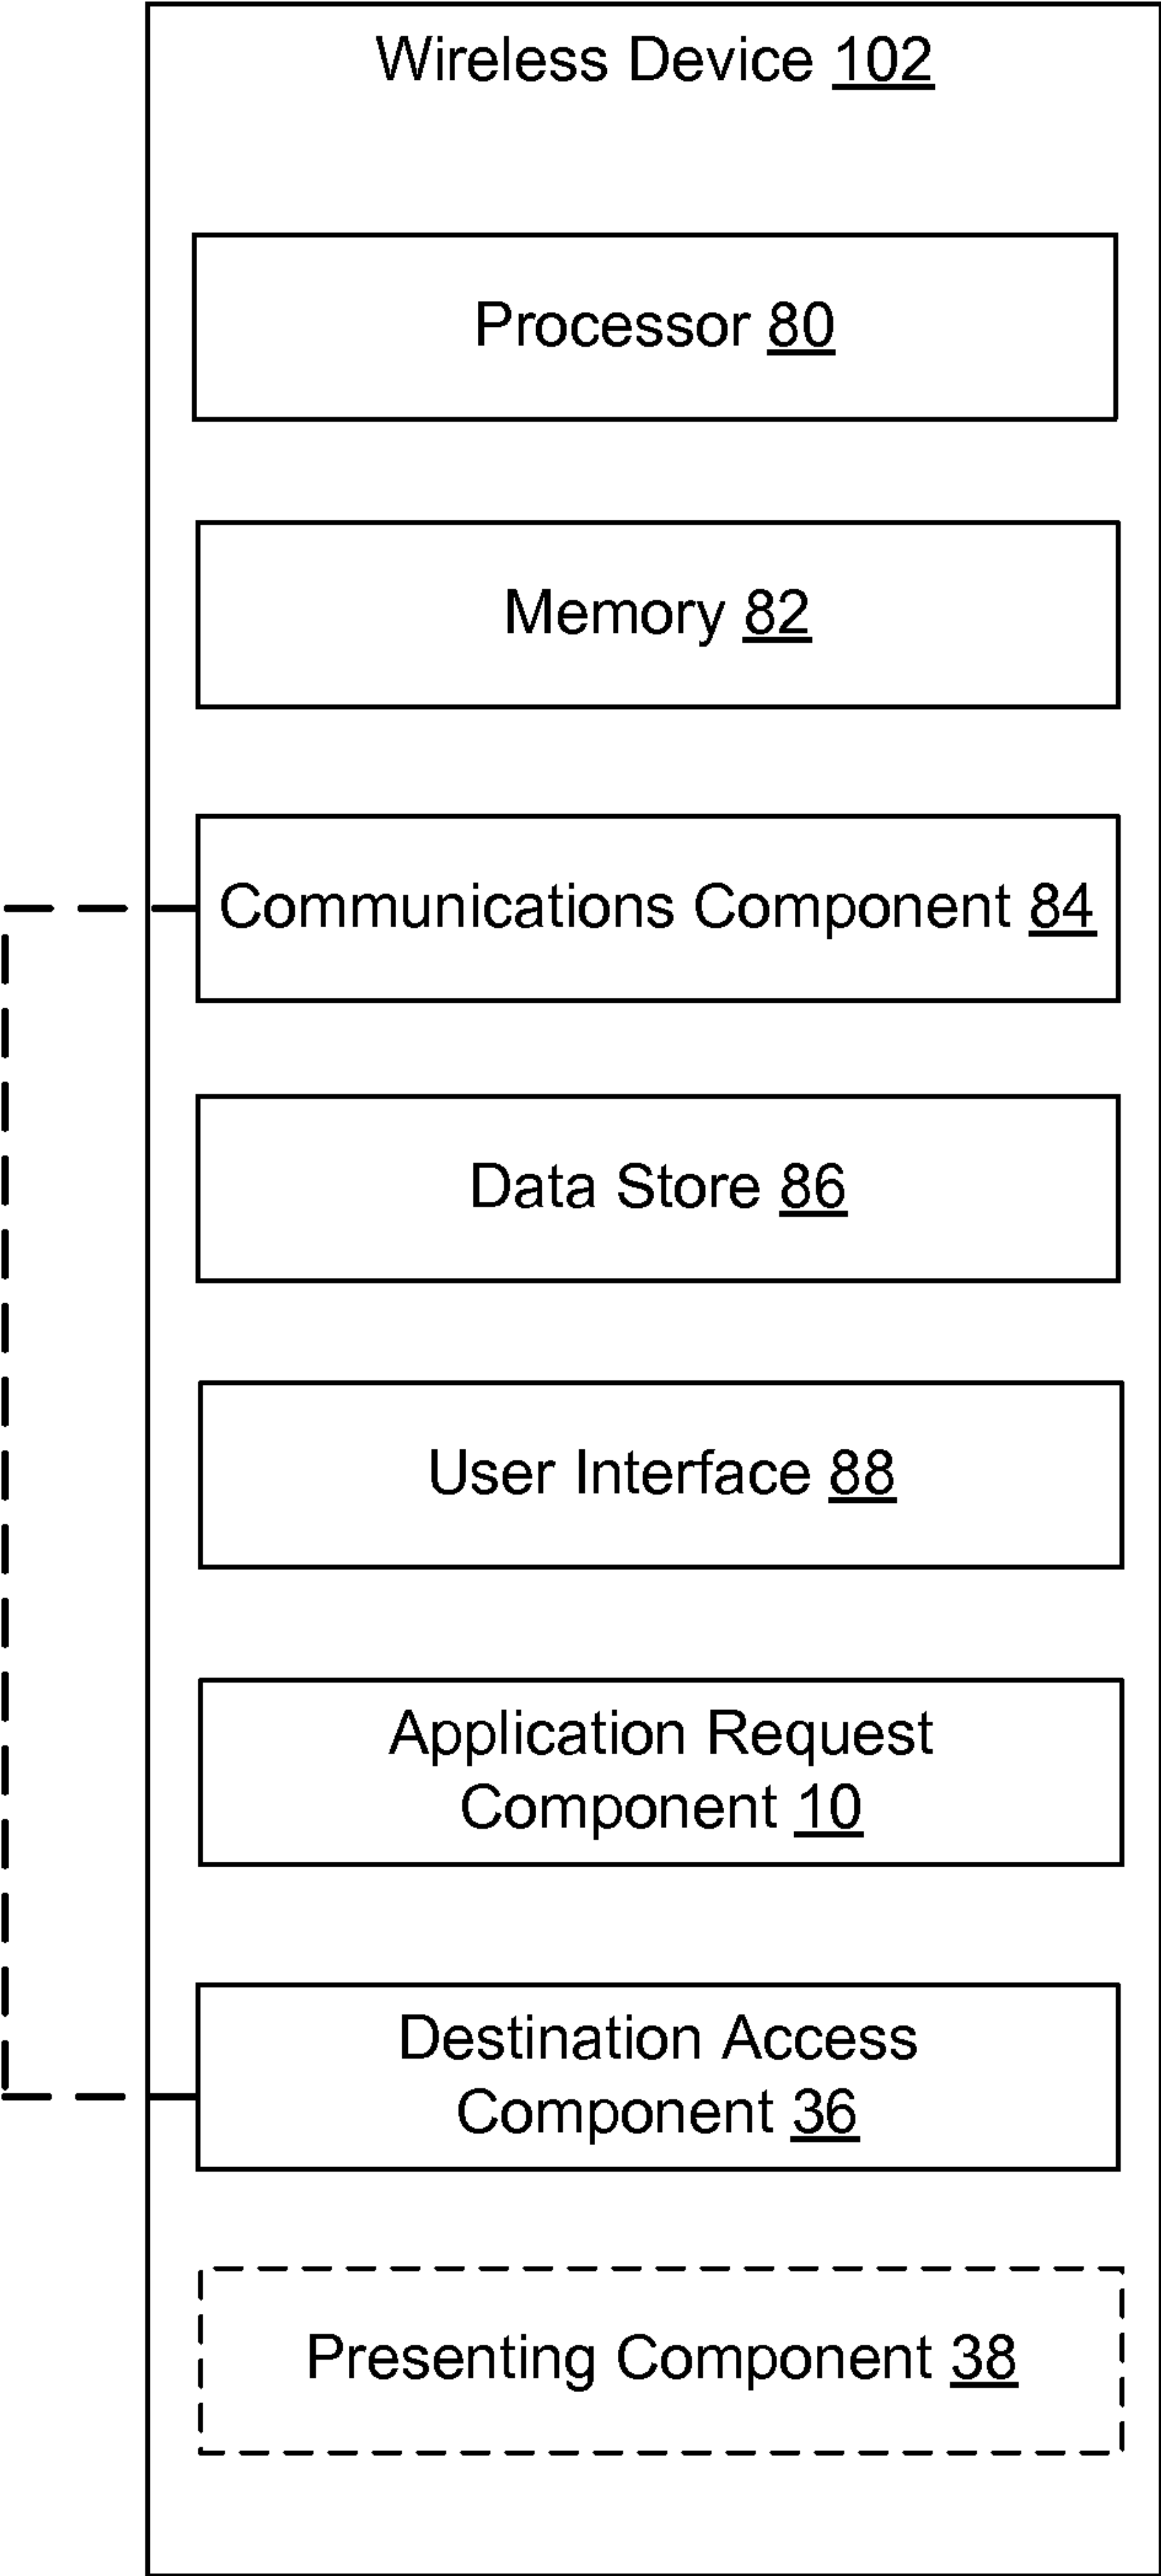 Wireless Device 102
Processor 80
Memory 82
Communications Component 84
Data Store 86
User Interface 88
Application Request
Component 10
Destination Access
Component 36
Presenting Component 38